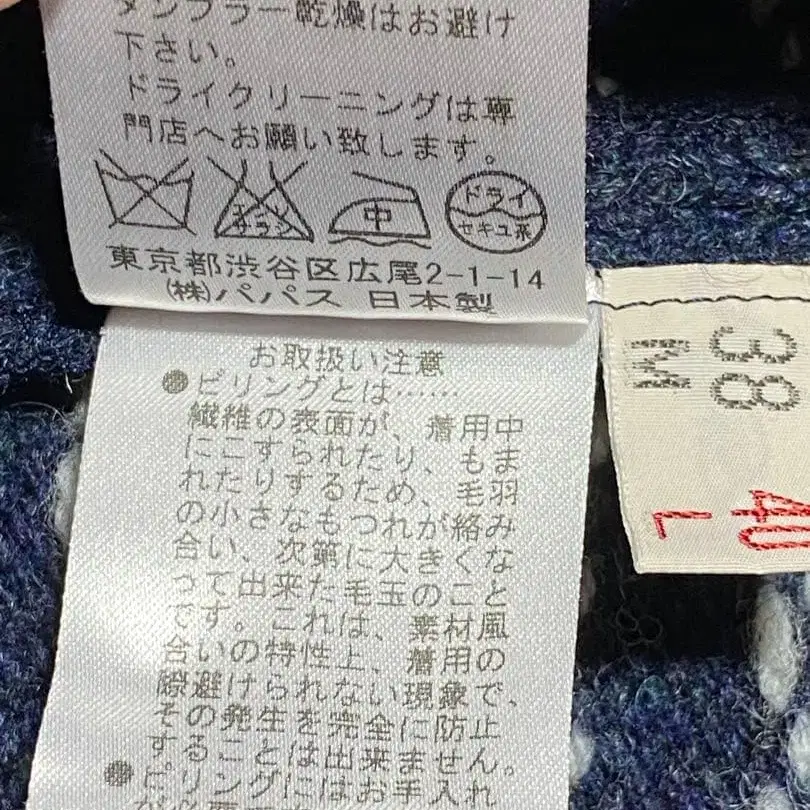 タンブラー乾燥はお避け
下さい。
ドライクリーニングは専
門店へお願い致します。
エンソ
サラシ
中
ドライ
セキユ系
東京都渋谷区広尾2-1-14
(株)パパス 日本製
お取扱い注意
●ピリングとは……
繊維の表面が、着用中
にこすられたり、もま
れたりするため、毛羽
の小さなもつれが絡み
合い、次第に大きくな
って出来た毛玉のこと
です。これは、素材風
合いの特性上、着用の
際避けられない現象で、
その発生を完全に防止
することは出来ません。
●ピリングにはお手入れ
38
M
40
L